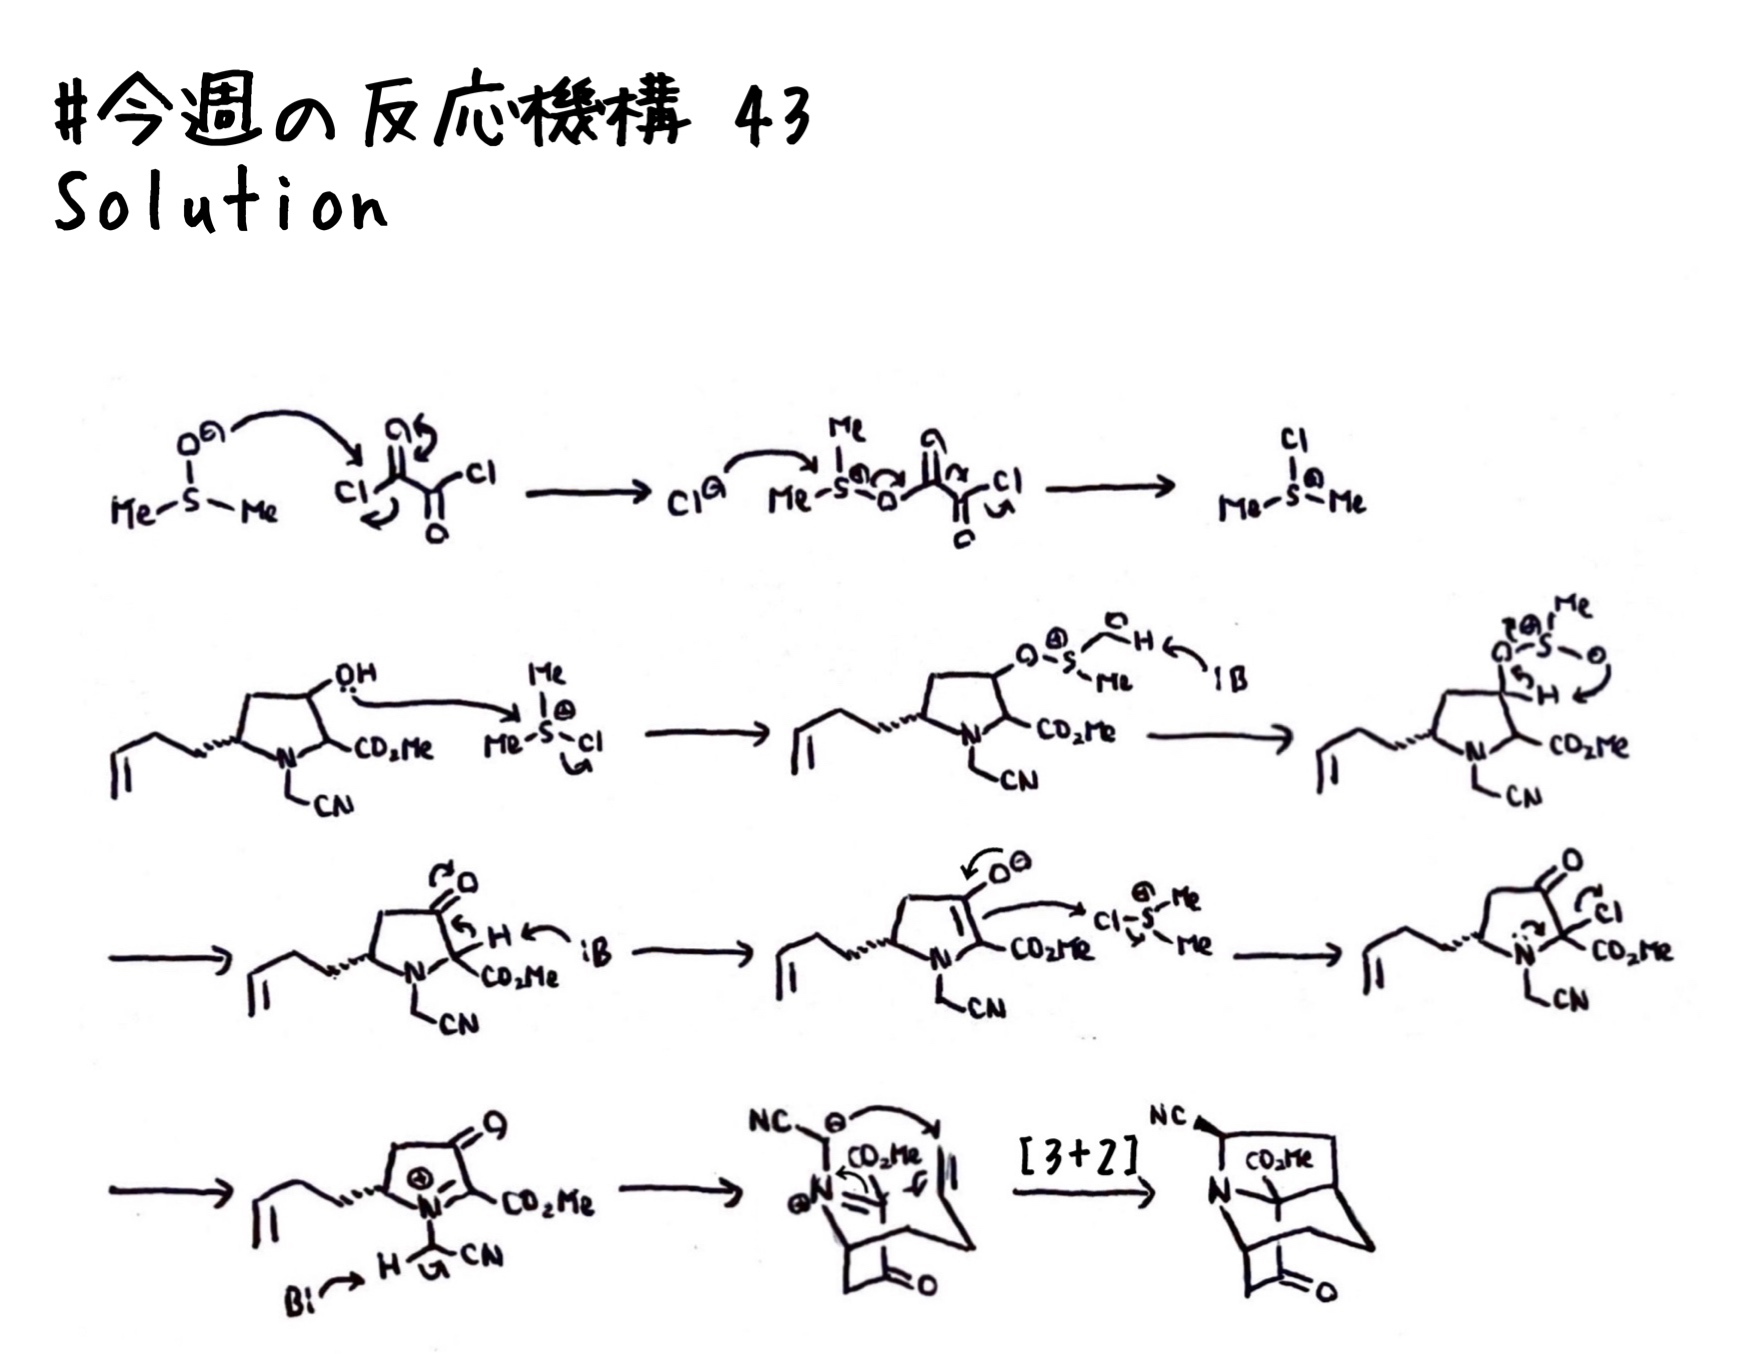 #今週の反応機構 43
Solution
O⊖ O Cl Cl Me S Me O
Cl⊖ Me Me S⊕ O O Cl O
Cl Me S⊕ Me
OH N CO₂Me CN Me Me S⊕ Cl
O S⊕ H Me :B N CO₂Me CN
Me O S⊕ ⊖ H N CO₂Me CN
O H :B N CO₂Me CN
O⊖ N CO₂Me CN Cl S⊕ Me Me
O Cl N CO₂Me CN
O ⊕ N CO₂Me H CN B:
NC ⊖ CO₂Me N ⊕ O
[3+2]
NC CO₂Me N O